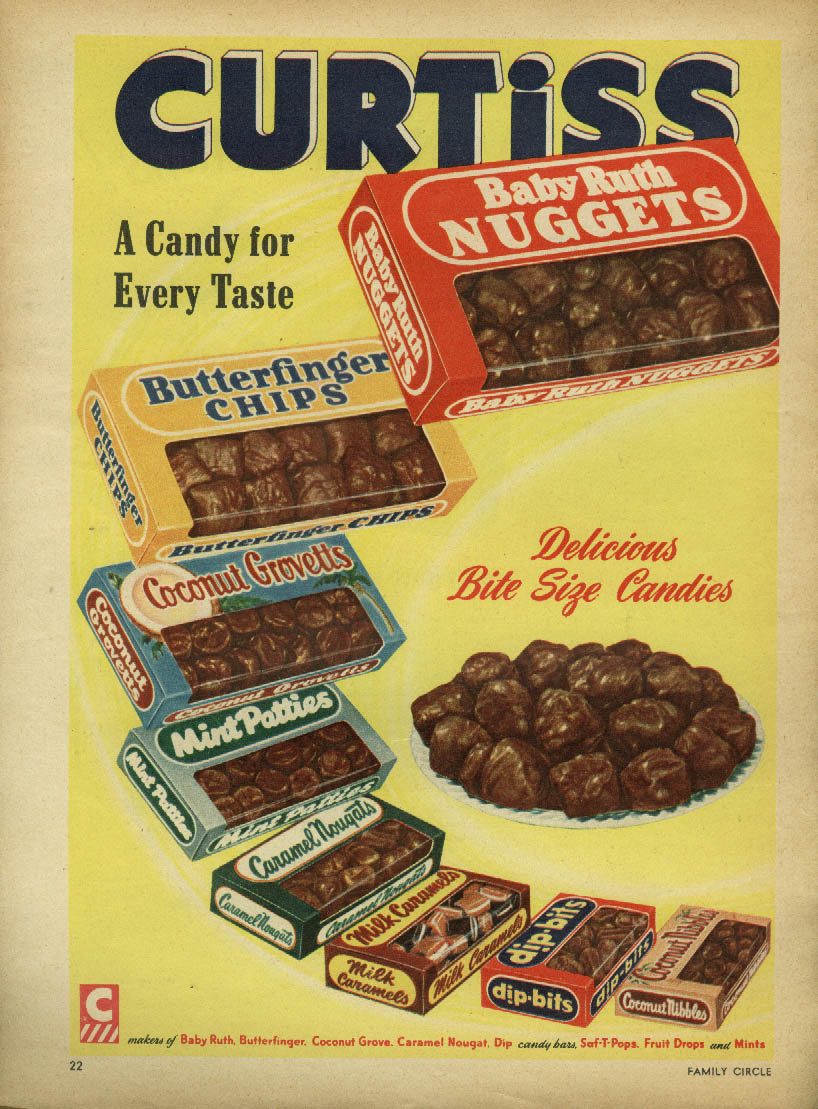 CURTiSS
A Candy for
Every Taste
Baby Ruth
NUGGETS
Baby Ruth
NUGGETS
Baby Ruth NUGGETS
Butterfinger
CHIPS
Butterfinger
CHIPS
Butterfinger CHIPS
Delicious
Bite Size Candies
Coconut Grovetts
Coconut
Grovetts
Coconut Grovetts
Mint Patties
Mint Patties
Mint Patties
Caramel Nougats
Caramel Nougats
Caramel Nougats
Milk Caramels
Milk
Caramels
Milk Caramels
dip-bits
dip-bits
dip-bits
Coconut Nibbles
Coconut Nibbles
Coconut Nibbles
C
makers of Baby Ruth, Butterfinger, Coconut Grove, Caramel Nougat, Dip candy bars, Saf-T-Pops, Fruit Drops and Mints
22
FAMILY CIRCLE